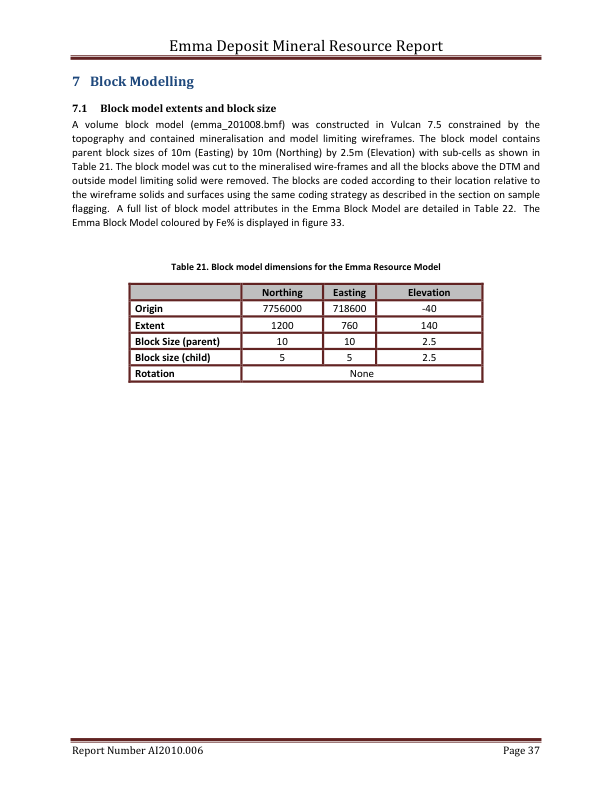 Emma Deposit Mineral Resource Report
7 Block Modelling
7.1 Block model extents and block size
A volume block model (emma_201008.bmf) was constructed in Vulcan 7.5 constrained by the
topography and contained mineralisation and model limiting wireframes. The block model contains
parent block sizes of 10m (Easting) by 10m (Northing) by 2.5m (Elevation) with sub-cells as shown in
Table 21. The block model was cut to the mineralised wire-frames and all the blocks above the DTM and
outside model limiting solid were removed. The blocks are coded according to their location relative to
the wireframe solids and surfaces using the same coding strategy as described in the section on sample
flagging. A full list of block model attributes in the Emma Block Model are detailed in Table 22. The
Emma Block Model coloured by Fe% is displayed in figure 33.
Table 21. Block model dimensions for the Emma Resource Model
Northing Easting Elevation
Origin 7756000 718600 -40
Extent 1200 760 140
Block Size (parent) 10 10 2.5
Block size (child) 5 5 2.5
Rotation None
Report Number AI2010.006 Page 37